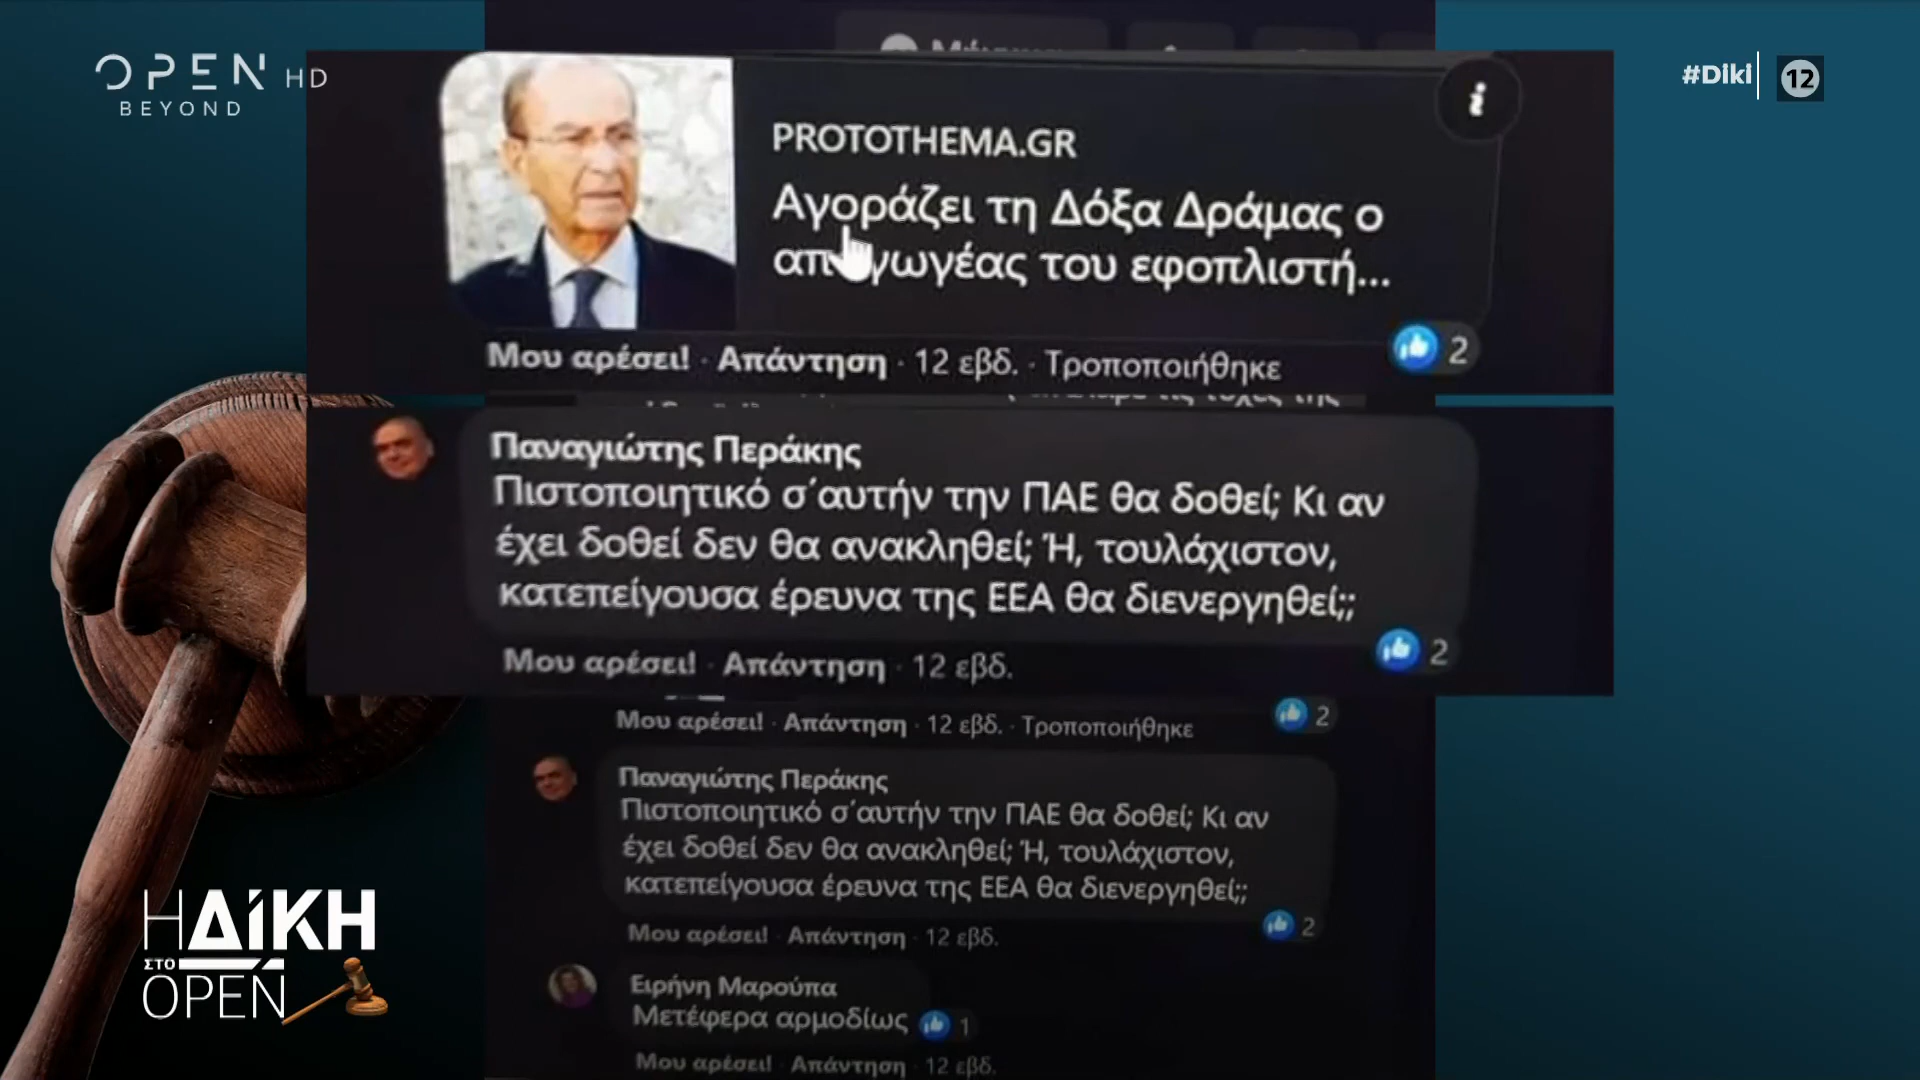 OPEN HD
BEYOND
#Diki
12
PROTOTHEMA.GR
Αγοράζει τη Δόξα Δράμας ο
απαγωγέας του εφοπλιστή...
2
Μου αρέσει! · Απάντηση · 12 εβδ. · Τροποποιήθηκε
Παναγιώτης Περάκης
Πιστοποιητικό σ΄αυτήν την ΠΑΕ θα δοθεί; Κι αν
έχει δοθεί δεν θα ανακληθεί; Ή, τουλάχιστον,
κατεπείγουσα έρευνα της ΕΕΑ θα διενεργηθεί;;
2
Μου αρέσει! · Απάντηση · 12 εβδ.
2
Μου αρέσει! · Απάντηση · 12 εβδ. · Τροποποιήθηκε
Παναγιώτης Περάκης
Πιστοποιητικό σ΄αυτήν την ΠΑΕ θα δοθεί; Κι αν
έχει δοθεί δεν θα ανακληθεί; Ή, τουλάχιστον,
κατεπείγουσα έρευνα της ΕΕΑ θα διενεργηθεί;;
2
Μου αρέσει! · Απάντηση · 12 εβδ.
Ειρήνη Μαρούπα
Μετέφερα αρμοδίως
1
Μου αρέσει! · Απάντηση · 12 εβδ.
Η ΔΙΚΗ
ΣΤΟ
OPEN